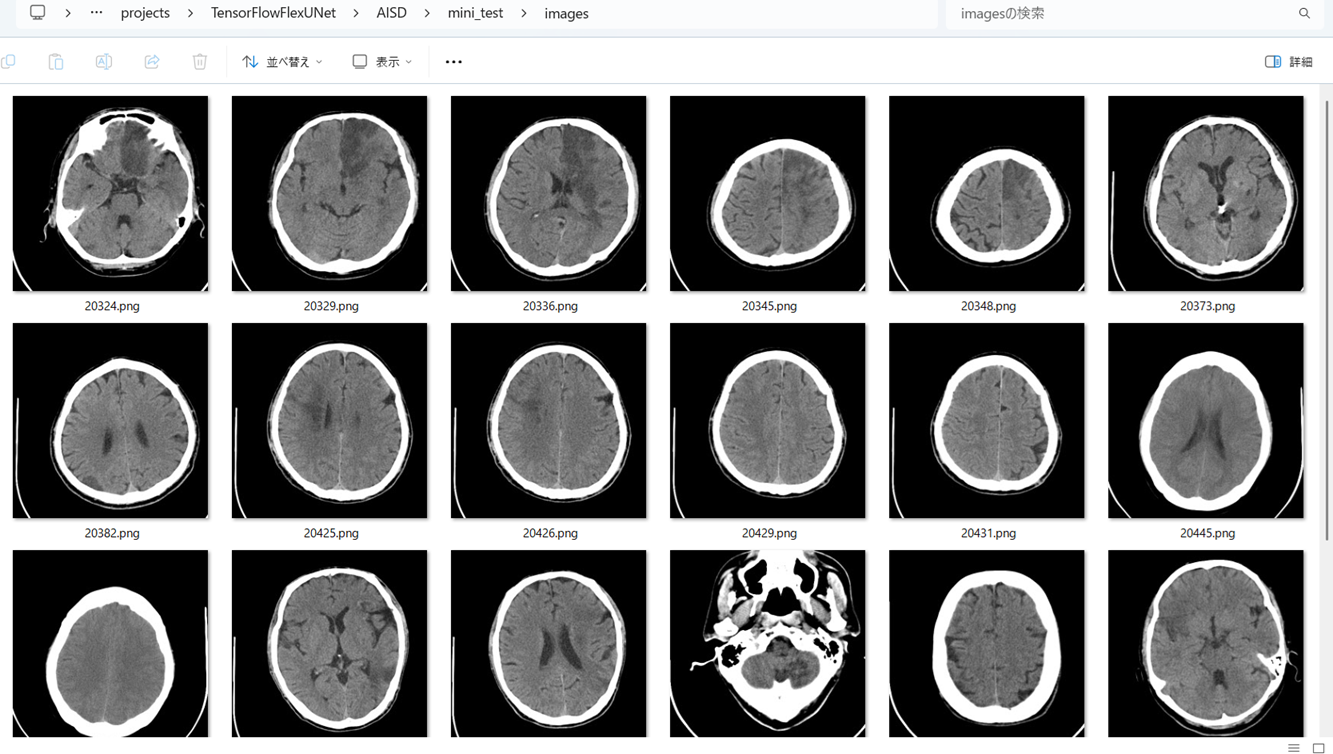 … projects > TensorFlowFlexUNet > AISD > mini_test > images
imagesの検索
並べ替え 表示 … 詳細
20324.png 20329.png 20336.png 20345.png 20348.png 20373.png
20382.png 20425.png 20426.png 20429.png 20431.png 20445.png